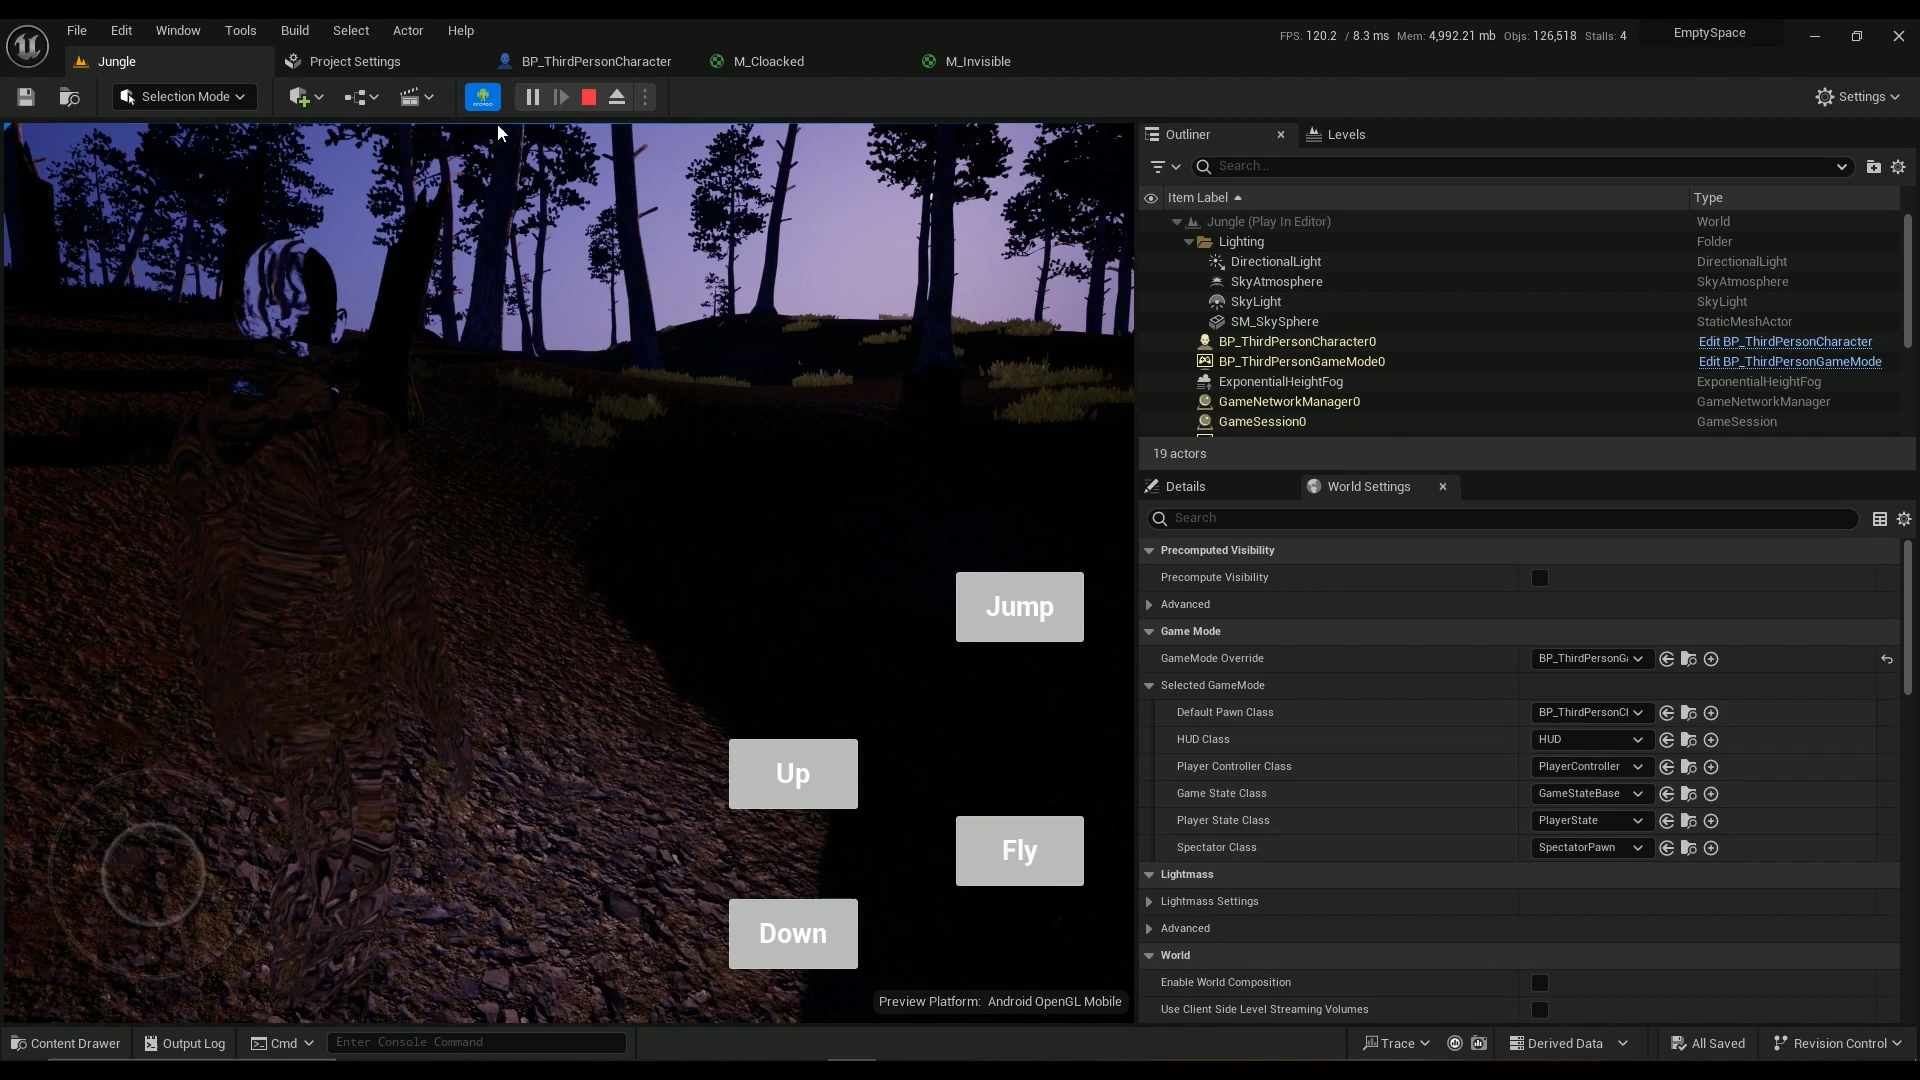 File Edit Window Tools Build Select Actor Help
FPS: 120.2 / 8.3 ms Mem: 4,992.21 mb Objs: 126,518 Stalls: 4
EmptySpace
Jungle
Project Settings
BP_ThirdPersonCharacter
M_Cloacked
M_Invisible
Selection Mode
Settings
Outliner
Levels
Search...
Item Label Type
Jungle (Play In Editor) World
Lighting Folder
DirectionalLight DirectionalLight
SkyAtmosphere SkyAtmosphere
SkyLight SkyLight
SM_SkySphere StaticMeshActor
BP_ThirdPersonCharacter0 Edit BP_ThirdPersonCharacter
BP_ThirdPersonGameMode0 Edit BP_ThirdPersonGameMode
ExponentialHeightFog ExponentialHeightFog
GameNetworkManager0 GameNetworkManager
GameSession0 GameSession
19 actors
Details
World Settings
Search
Precomputed Visibility
Precompute Visibility
Advanced
Game Mode
GameMode Override BP_ThirdPersonGa
Selected GameMode
Default Pawn Class BP_ThirdPersonCl
HUD Class HUD
Player Controller Class PlayerController
Game State Class GameStateBase
Player State Class PlayerState
Spectator Class SpectatorPawn
Lightmass
Lightmass Settings
Advanced
World
Enable World Composition
Use Client Side Level Streaming Volumes
Jump
Up
Fly
Down
Preview Platform: Android OpenGL Mobile
Content Drawer
Output Log
Cmd
Enter Console Command
Trace
Derived Data
All Saved
Revision Control